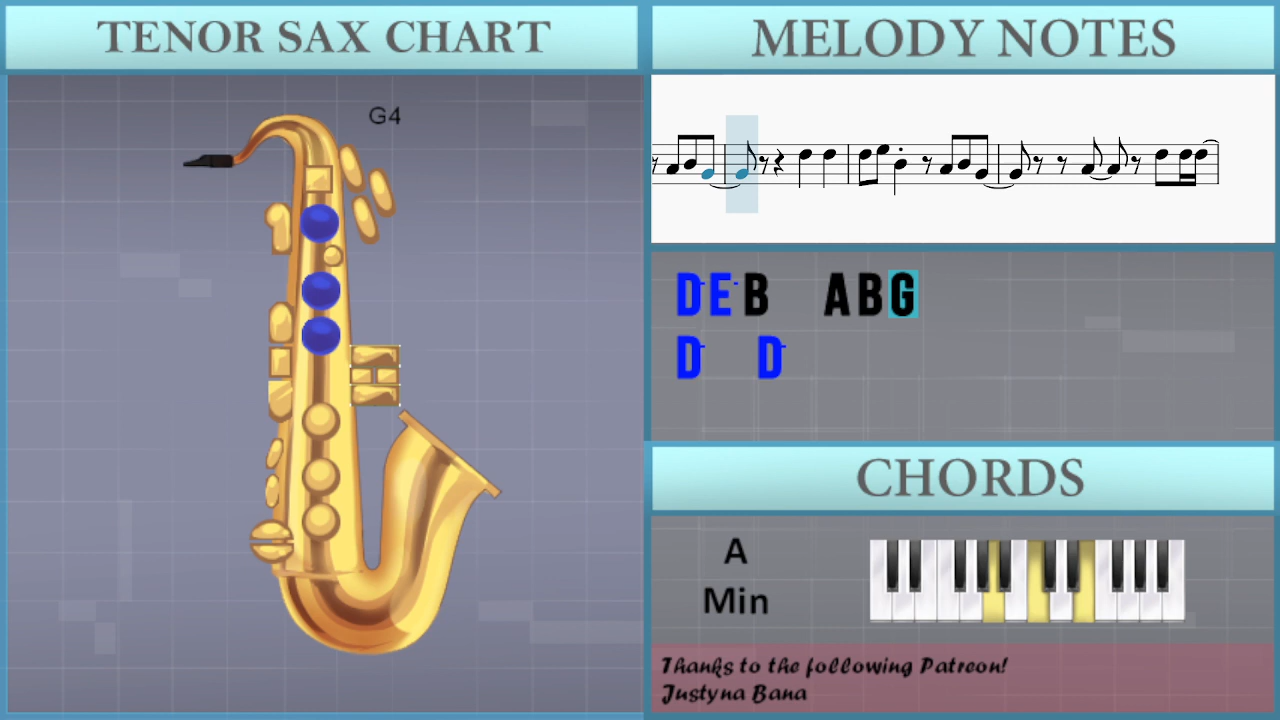 TENOR SAX CHART
G4
MELODY NOTES
D E B A B G
D D
CHORDS
A
Min
Thanks to the following Patreon!
Justyna Bana